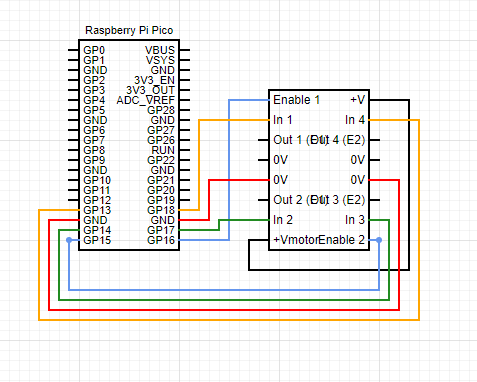 Raspberry Pi Pico
GP0 VBUS
GP1 VSYS
GND GND
GP2 3V3_EN
GP3 3V3_OUT
GP4 ADC_VREF
GP5 GP28
GND GND
GP6 GP27
GP7 GP26
GP8 RUN
GP9 GP22
GND GND
GP10 GP21
GP11 GP20
GP12 GP19
GP13 GP18
GND GND
GP14 GP17
GP15 GP16
Enable 1 +V
In 1 In 4
Out 1 (E1) Out 4 (E2)
0V 0V
0V 0V
Out 2 (E1) Out 3 (E2)
In 2 In 3
+Vmotor Enable 2